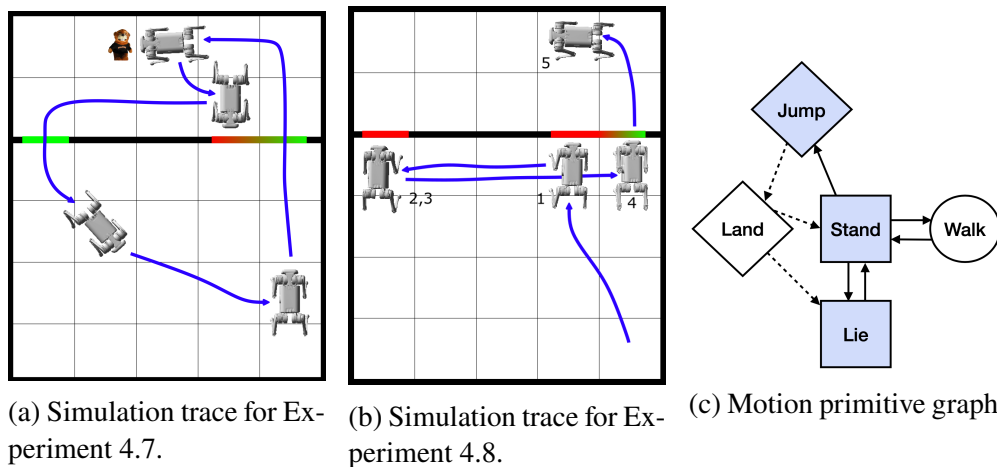 5
2,3
1
4
Jump
Land
Stand
Walk
Lie
(a) Simulation trace for Ex-
periment 4.7.
(b) Simulation trace for Ex-
periment 4.8.
(c) Motion primitive graph